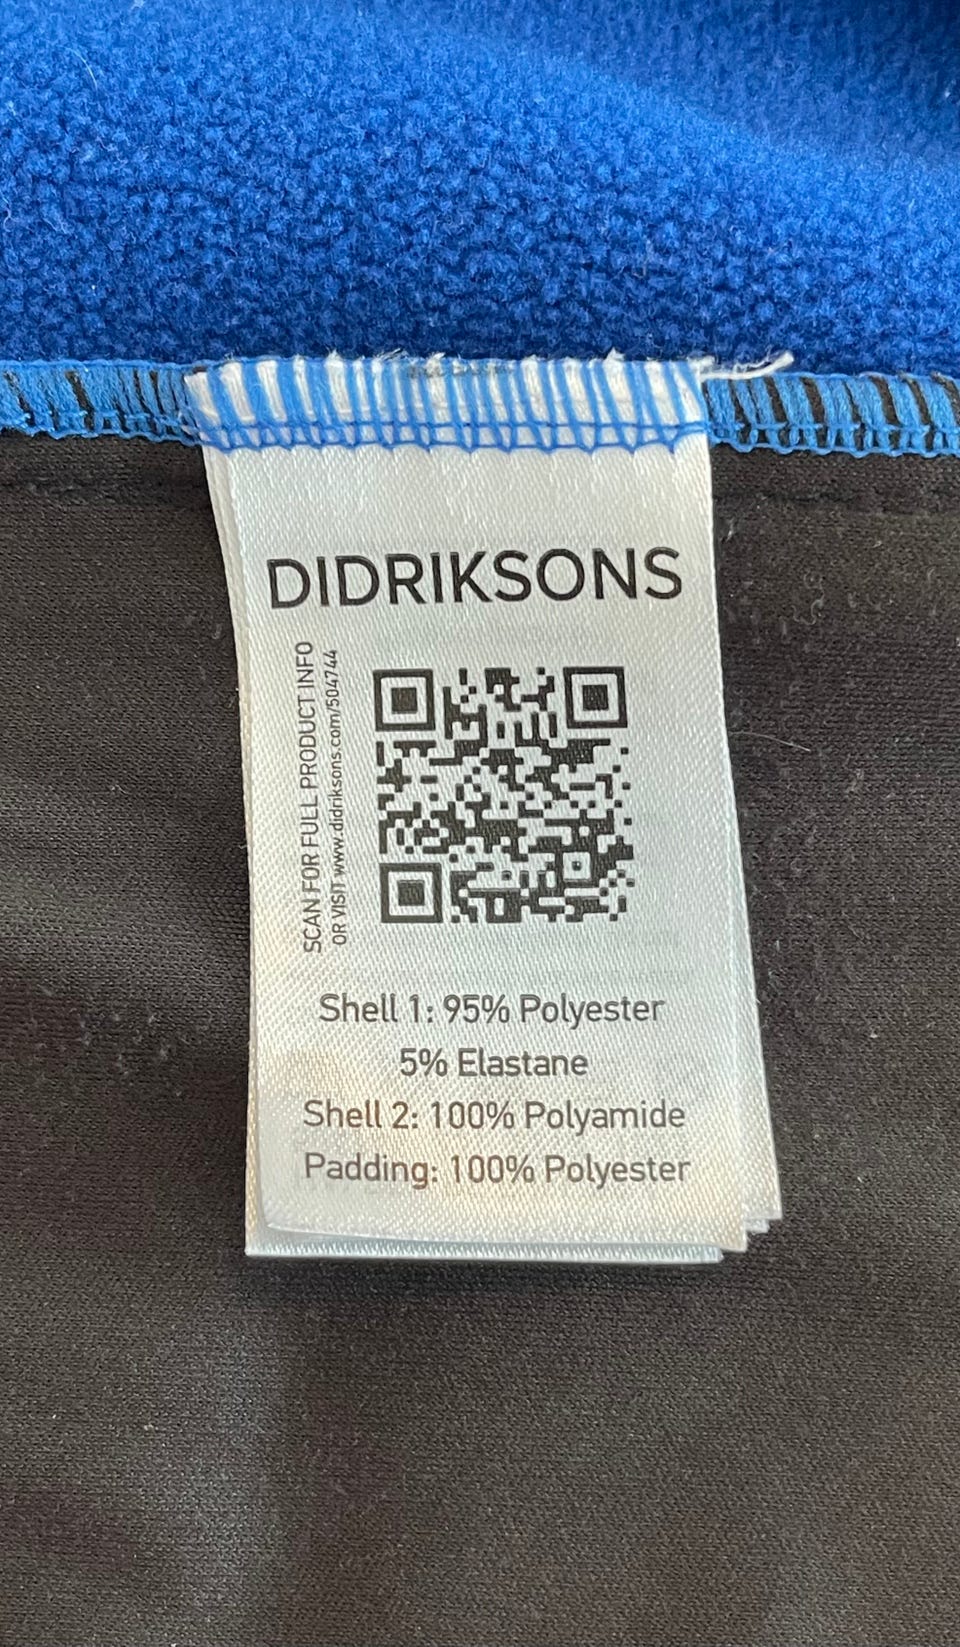 DIDRIKSONS
SCAN FOR FULL PRODUCT INFO
OR VISIT www.didriksons.com/504744
Shell 1: 95% Polyester
5% Elastane
Shell 2: 100% Polyamide
Padding: 100% Polyester